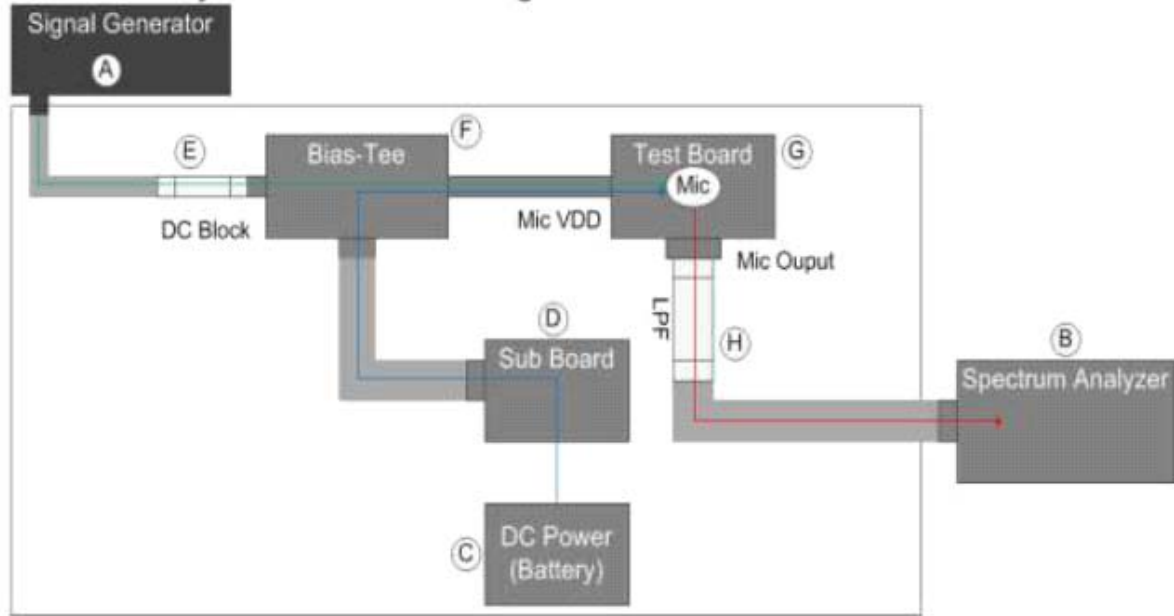 Signal Generator
A
E
F
Bias-Tee
Test Board
G
Mic
DC Block
Mic VDD
Mic Ouput
LPF
H
D
Sub Board
B
Spectrum Analyzer
C
DC Power
(Battery)